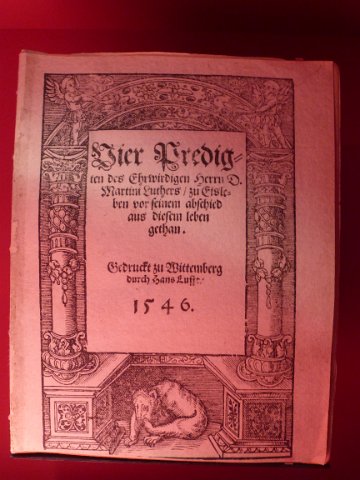 Vier Predig-
ten des Ehrwirdigen Herrn D.
Martini Luthers / zu Eisle-
ben vor seinem abschied
aus diesem leben
gethan.
Gedruckt zu Wittemberg
durch Hans Lufft.
1546.